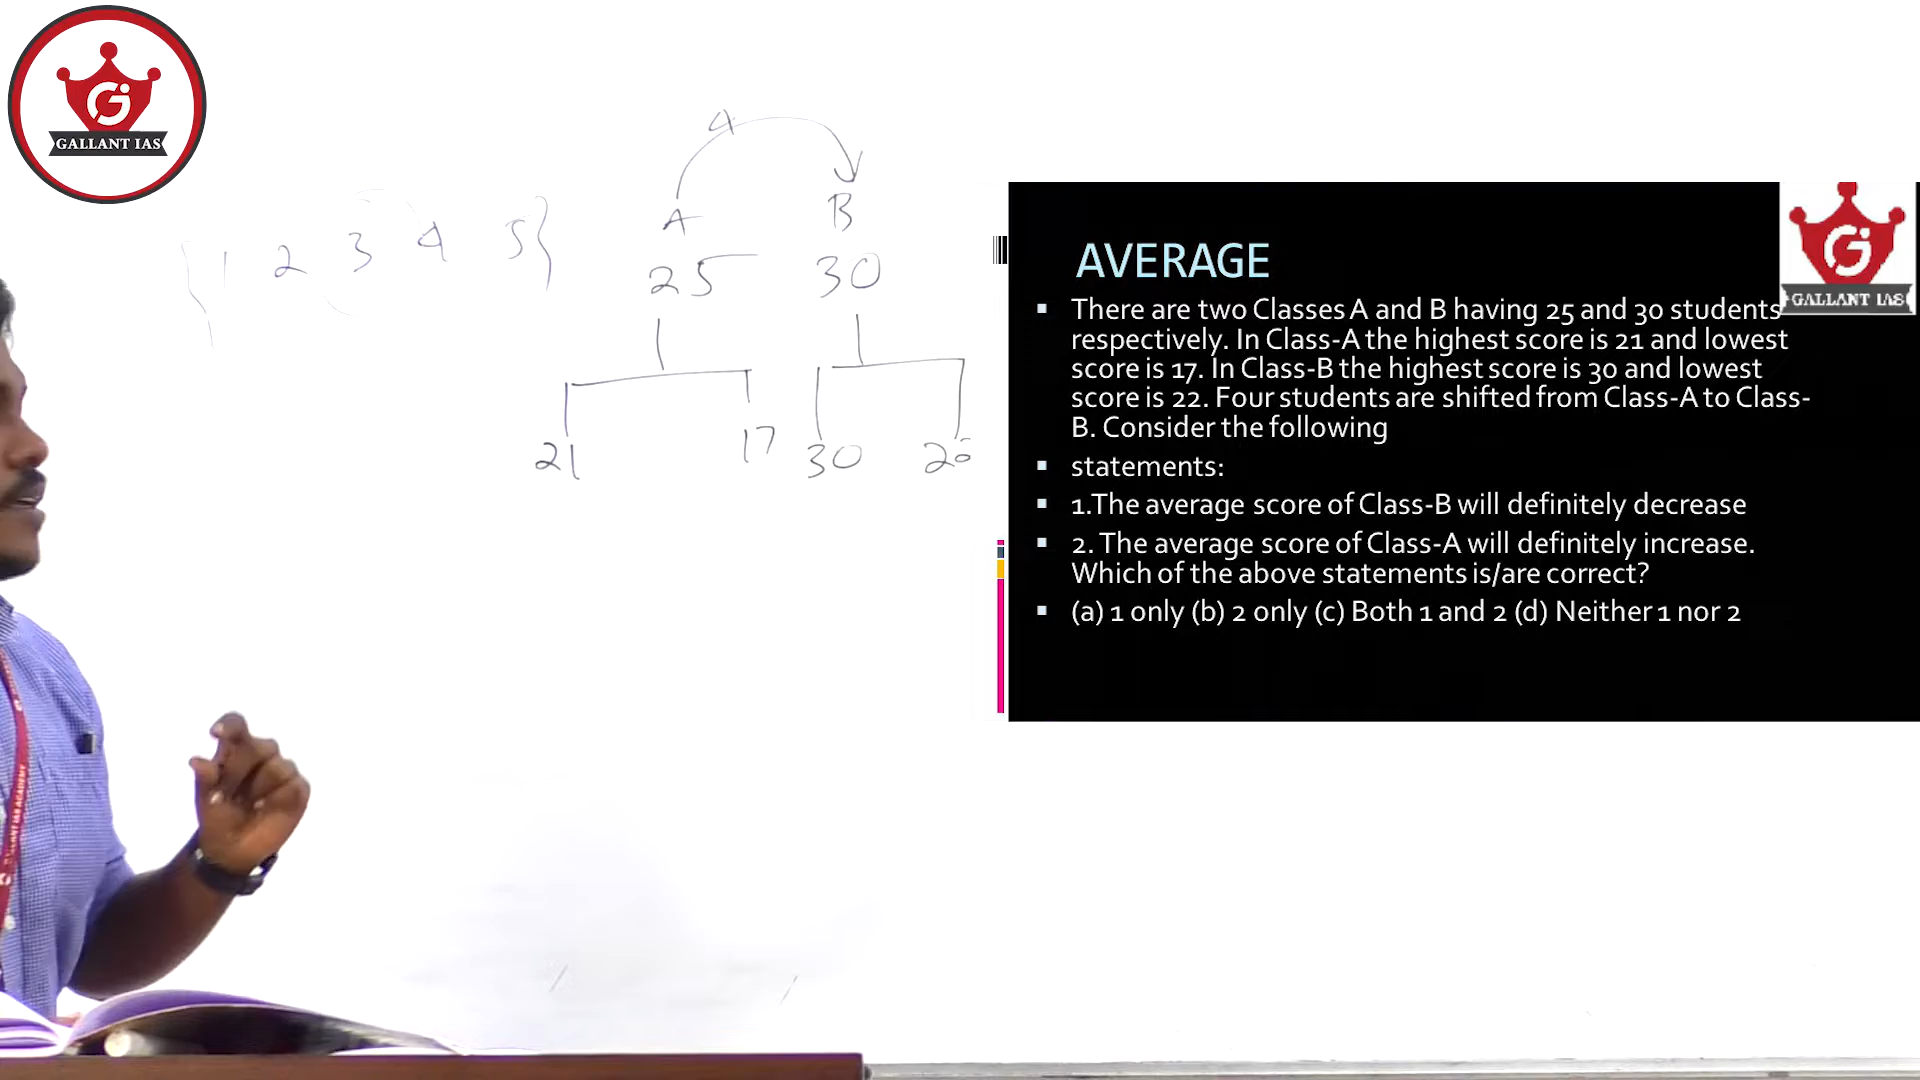 GALLANT IAS
4
A B
1 2 3 4 5
25 30
21 17 30
AVERAGE
GALLANT IAS
There are two Classes A and B having 25 and 30 students
respectively. In Class-A the highest score is 21 and lowest
score is 17. In Class-B the highest score is 30 and lowest
score is 22. Four students are shifted from Class-A to Class-
B. Consider the following
statements:
1.The average score of Class-B will definitely decrease
2. The average score of Class-A will definitely increase.
Which of the above statements is/are correct?
(a) 1 only (b) 2 only (c) Both 1 and 2 (d) Neither 1 nor 2